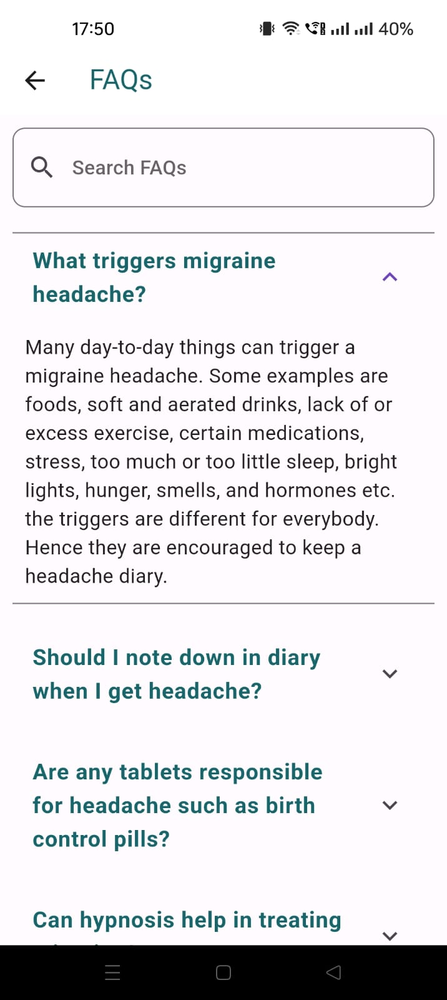 17:50 40%
FAQs
Search FAQs
What triggers migraine
headache?
Many day-to-day things can trigger a
migraine headache. Some examples are
foods, soft and aerated drinks, lack of or
excess exercise, certain medications,
stress, too much or too little sleep, bright
lights, hunger, smells, and hormones etc.
the triggers are different for everybody.
Hence they are encouraged to keep a
headache diary.
Should I note down in diary
when I get headache?
Are any tablets responsible
for headache such as birth
control pills?
Can hypnosis help in treating